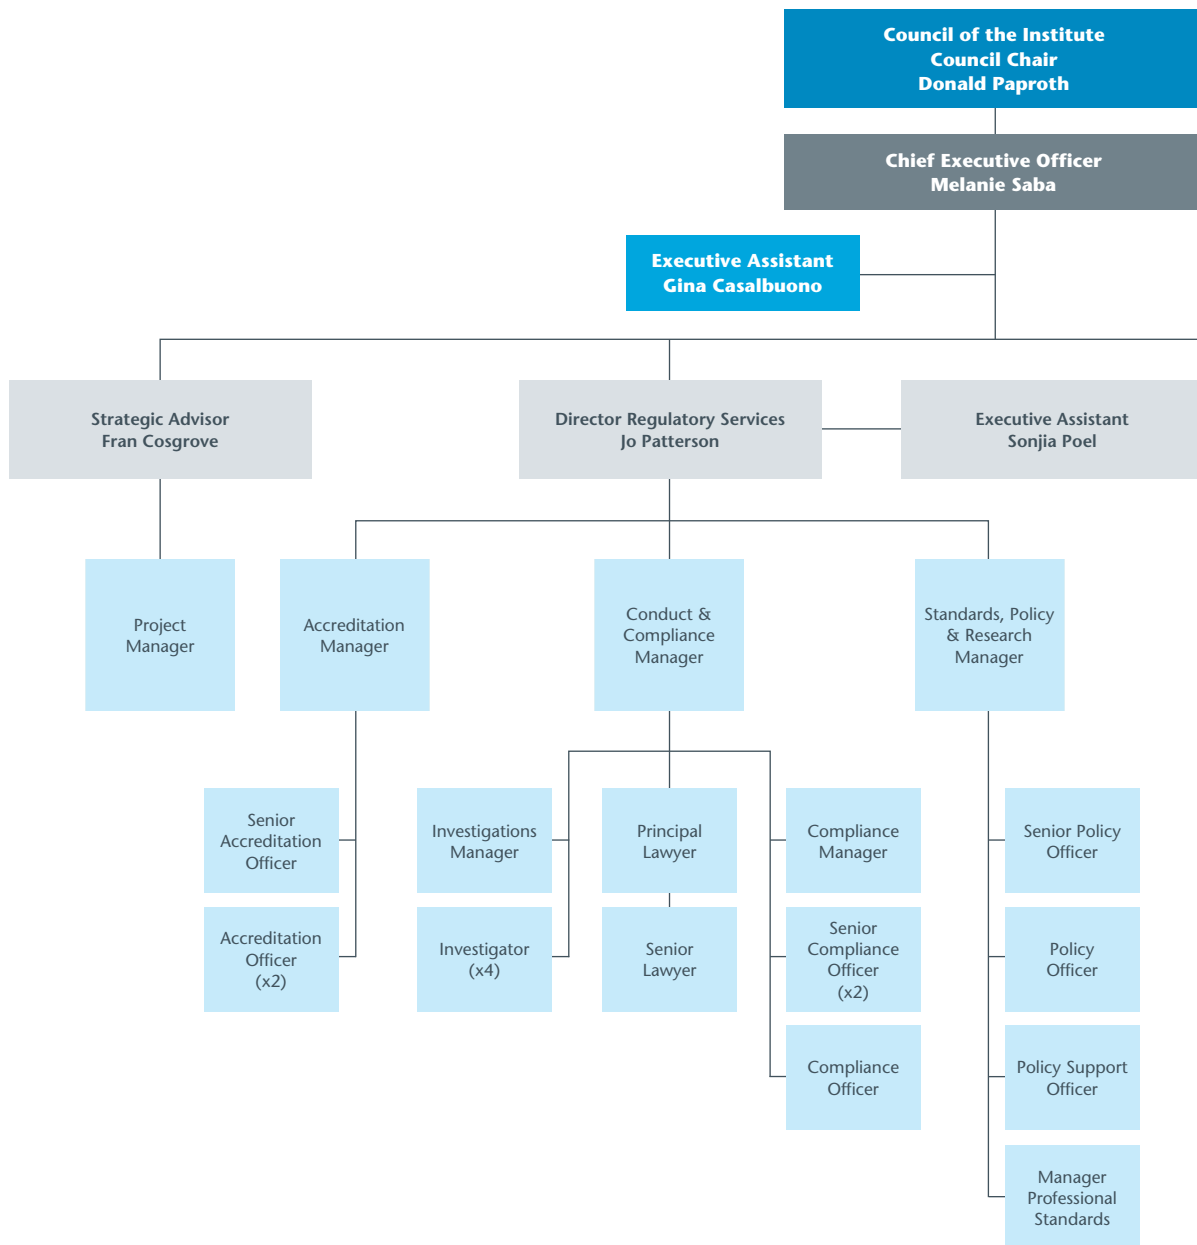 Council of the Institute
Council Chair
Donald Paproth
Chief Executive Officer
Melanie Saba
Executive Assistant
Gina Casalbuono
Strategic Advisor
Fran Cosgrove
Director Regulatory Services
Jo Patterson
Executive Assistant
Sonjia Poel
Project
Manager
Accreditation
Manager
Conduct &
Compliance
Manager
Standards, Policy
& Research
Manager
Senior
Accreditation
Officer
Investigations
Manager
Principal
Lawyer
Compliance
Manager
Senior Policy
Officer
Accreditation
Officer
(x2)
Investigator
(x4)
Senior
Lawyer
Senior
Compliance
Officer
(x2)
Policy
Officer
Compliance
Officer
Policy Support
Officer
Manager
Professional
Standards